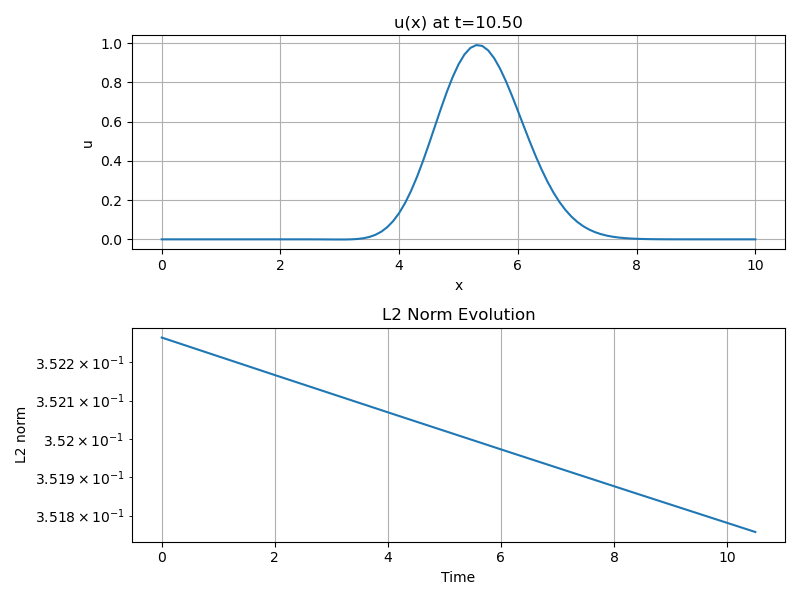 u(x) at t=10.50
1.0
0.8
0.6
0.4
0.2
0.0
u
0 2 4 6 8 10
x
L2 Norm Evolution
3.522 × 10⁻¹
3.521 × 10⁻¹
3.52 × 10⁻¹
3.519 × 10⁻¹
3.518 × 10⁻¹
L2 norm
0 2 4 6 8 10
Time